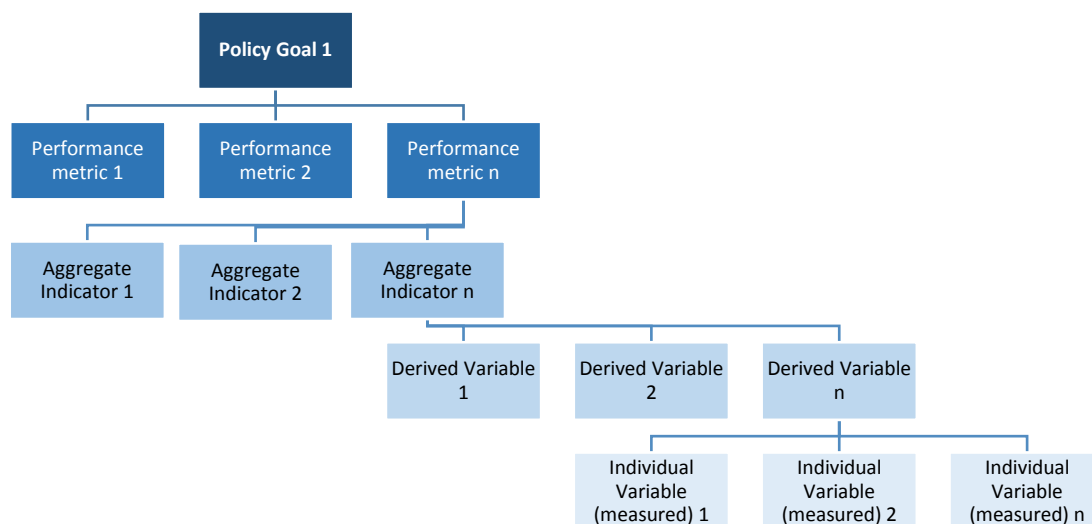 Policy Goal 1
Performance
metric 1
Performance
metric 2
Performance
metric n
Aggregate
Indicator 1
Aggregate
Indicator 2
Aggregate
Indicator n
Derived Variable
1
Derived Variable
2
Derived Variable
n
Individual
Variable
(measured) 1
Individual
Variable
(measured) 2
Individual
Variable
(measured) n